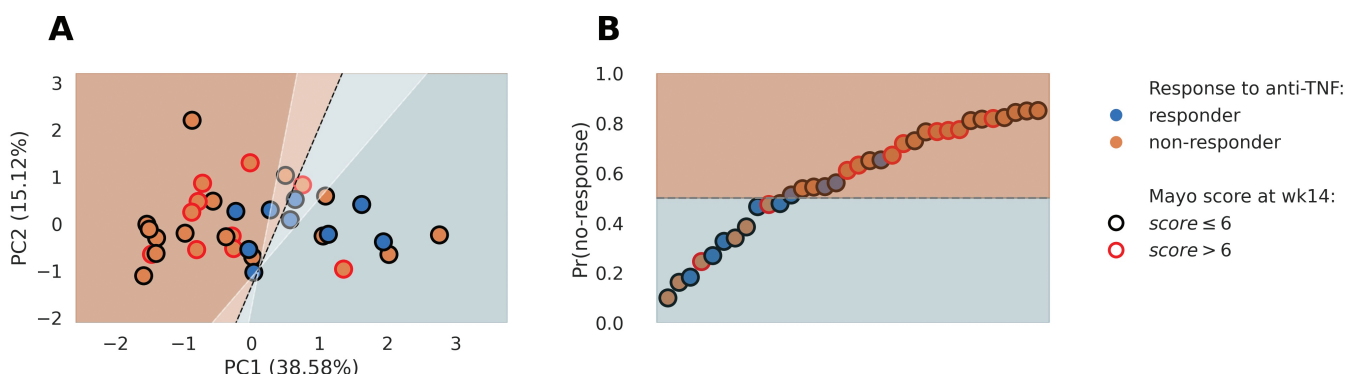 A
3
2
1
0
−1
−2
PC2 (15.12%)
−2 −1 0 1 2 3
PC1 (38.58%)
B
1.0
0.8
0.6
0.4
0.2
0.0
Pr(no-response)
Response to anti-TNF:
responder
non-responder
Mayo score at wk14:
score ≤ 6
score > 6